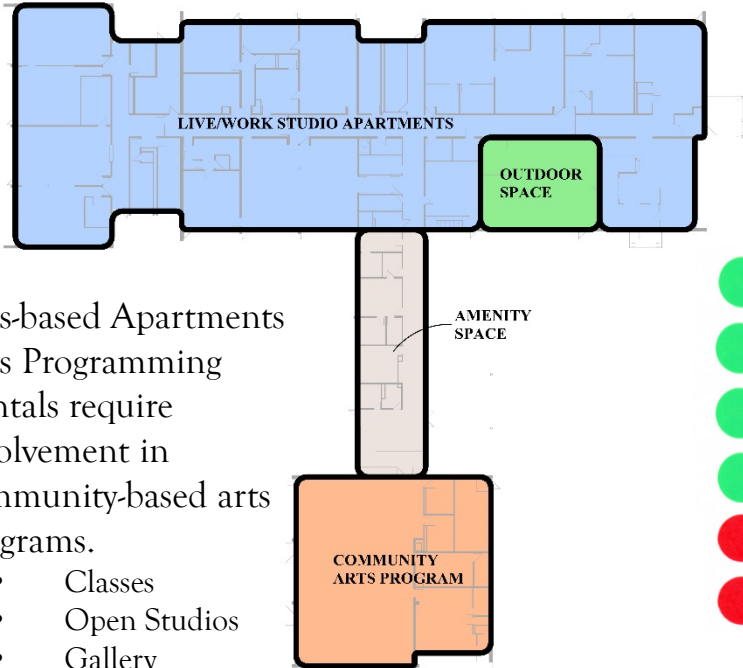 LIVE/WORK STUDIO APARTMENTS
OUTDOOR
SPACE
AMENITY
SPACE
s-based Apartments
s Programming
ntals require
olvement in
mmunity-based arts
grams.
COMMUNITY
ARTS PROGRAM
• Classes
• Open Studios
• Gallery